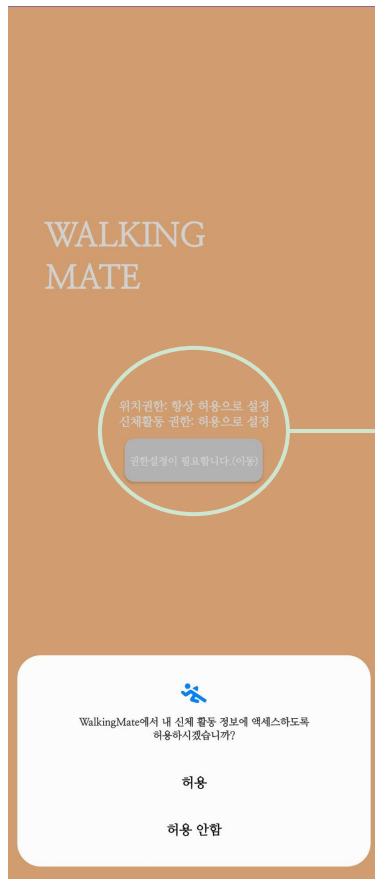 WALKING
MATE
위치권한: 항상 허용으로 설정
신체활동 권한: 허용으로 설정
권한설정이 필요합니다.(이동)
WalkingMate에서 내 신체 활동 정보에 액세스하도록
허용하시겠습니까?
허용
허용 안함